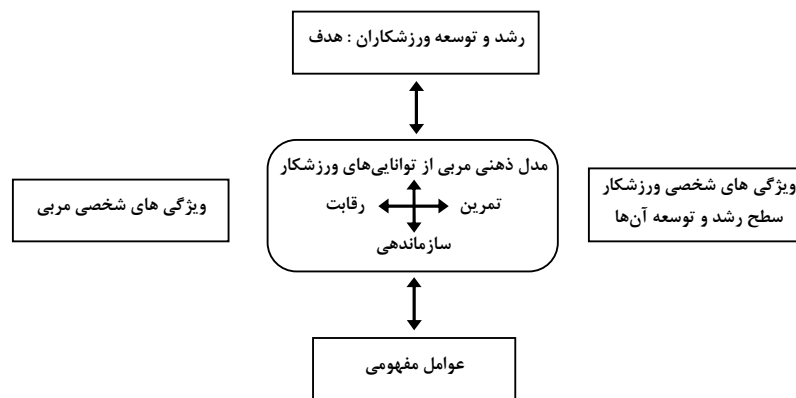 رشد و توسعه ورزشکاران : هدف
مدل ذهنی مربی از توانایی‌های ورزشکار
تمرین
رقابت
سازماندهی
ویژگی های شخصی ورزشکار
سطح رشد و توسعه آن‌ها
ویژگی های شخصی مربی
عوامل مفهومی